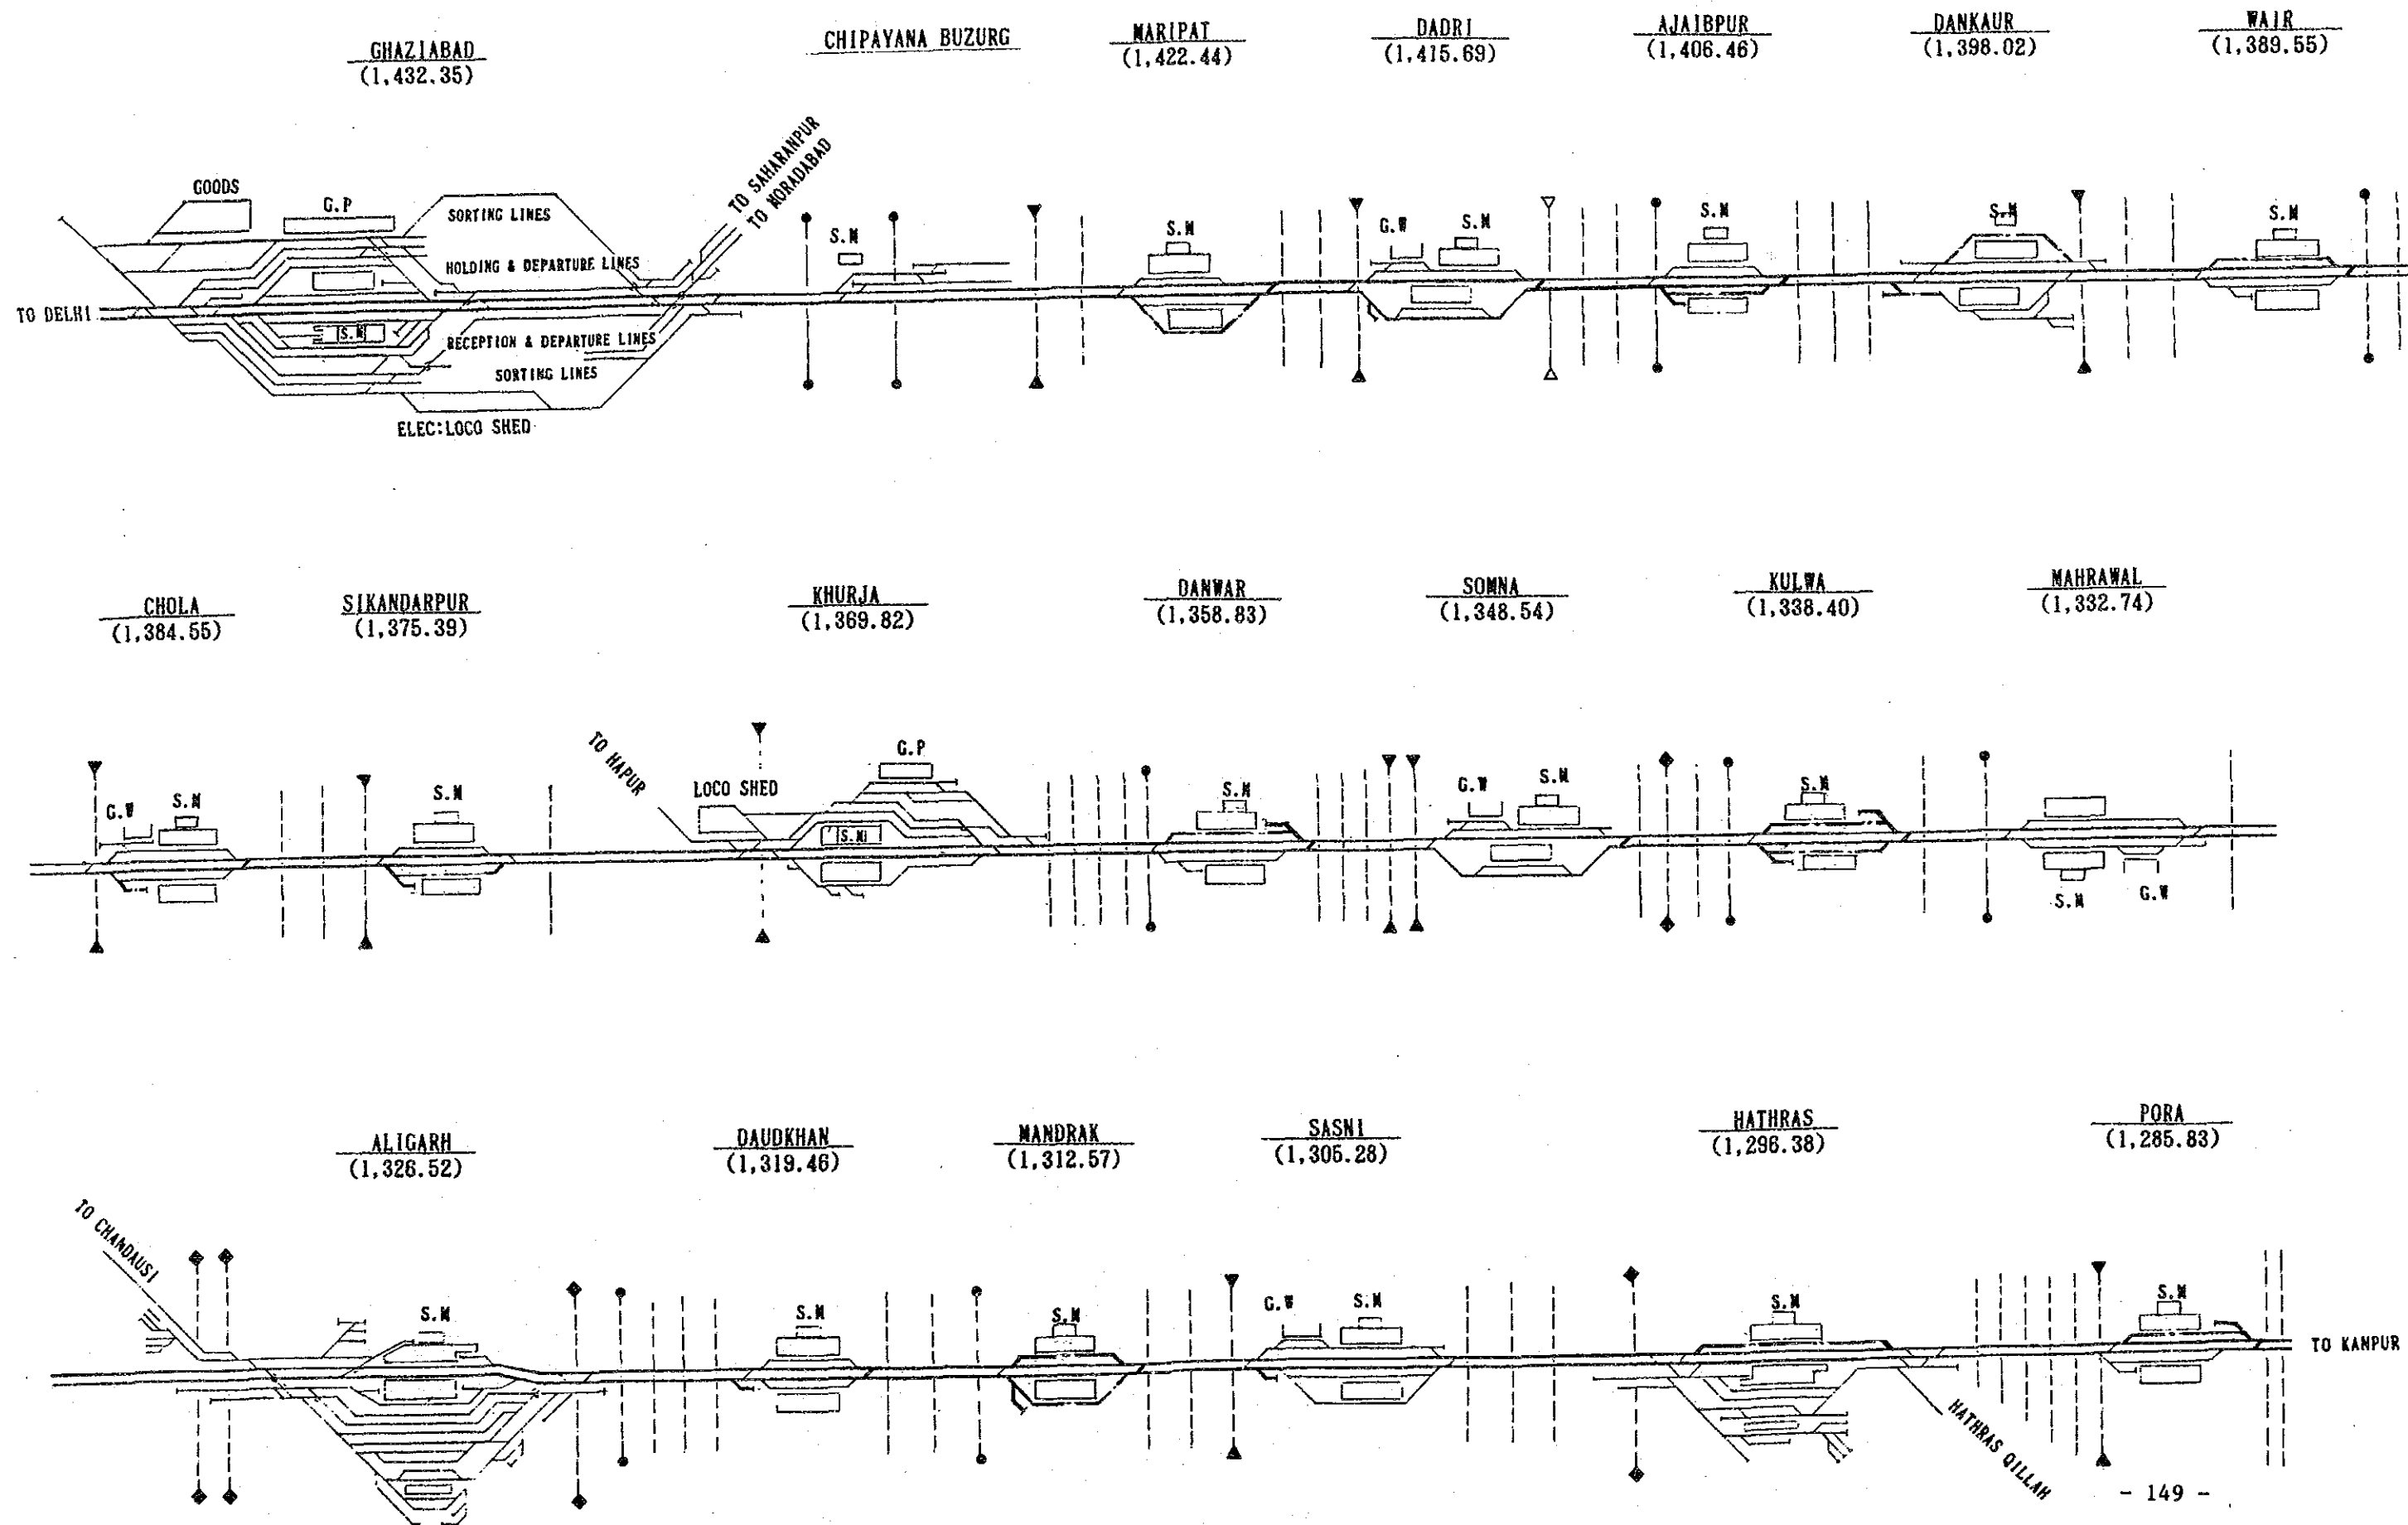 GHAZIABAD
(1,432.35)
CHIPAYANA BUZURG
MARIPAT
(1,422.44)
DADRI
(1,415.69)
AJAIBPUR
(1,406.46)
DANKAUR
(1,398.02)
WAIR
(1,389.55)
GOODS
G.P
SORTING LINES
HOLDING & DEPARTURE LINES
TO SAHARANPUR
TO MORADABAD
TO DELHI
S.M
RECEPTION & DEPARTURE LINES
SORTING LINES
ELEC:LOCO SHED
S.M
S.M
G.W
S.M
S.M
S.M
S.M
CHOLA
(1,384.55)
SIKANDARPUR
(1,375.39)
KHURJA
(1,369.82)
DANWAR
(1,358.83)
SOMNA
(1,348.54)
KULWA
(1,338.40)
MAHRAWAL
(1,332.74)
G.W
S.M
S.M
TO HAPUR
LOCO SHED
G.P
S.M
S.M
G.W
S.M
S.M
S.M
G.W
ALIGARH
(1,326.52)
DAUDKHAN
(1,319.46)
MANDRAK
(1,312.57)
SASNI
(1,305.28)
HATHRAS
(1,296.38)
PORA
(1,285.83)
TO CHANDAUSI
S.M
S.M
S.M
G.W
S.M
S.M
S.M
TO KANPUR
HATHRAS QILLAH
- 149 -